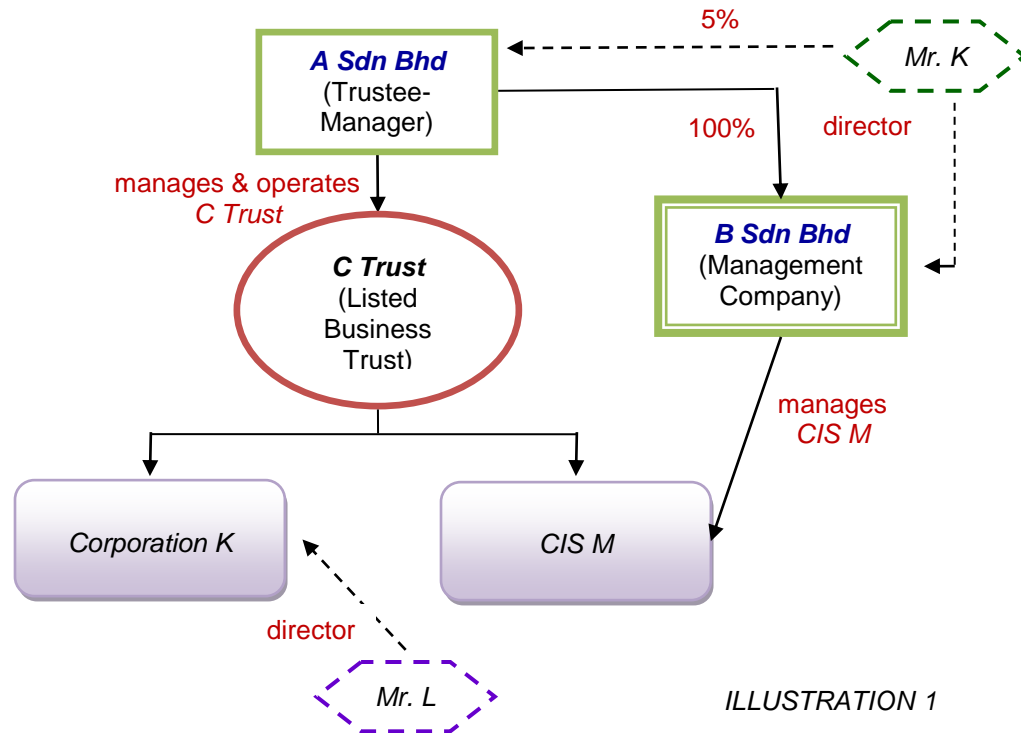 5%
Mr. K
A Sdn Bhd
(Trustee-
Manager)
100%
director
manages & operates
C Trust
B Sdn Bhd
(Management
Company)
C Trust
(Listed
Business
Trust)
manages
CIS M
Corporation K
CIS M
director
Mr. L
ILLUSTRATION 1